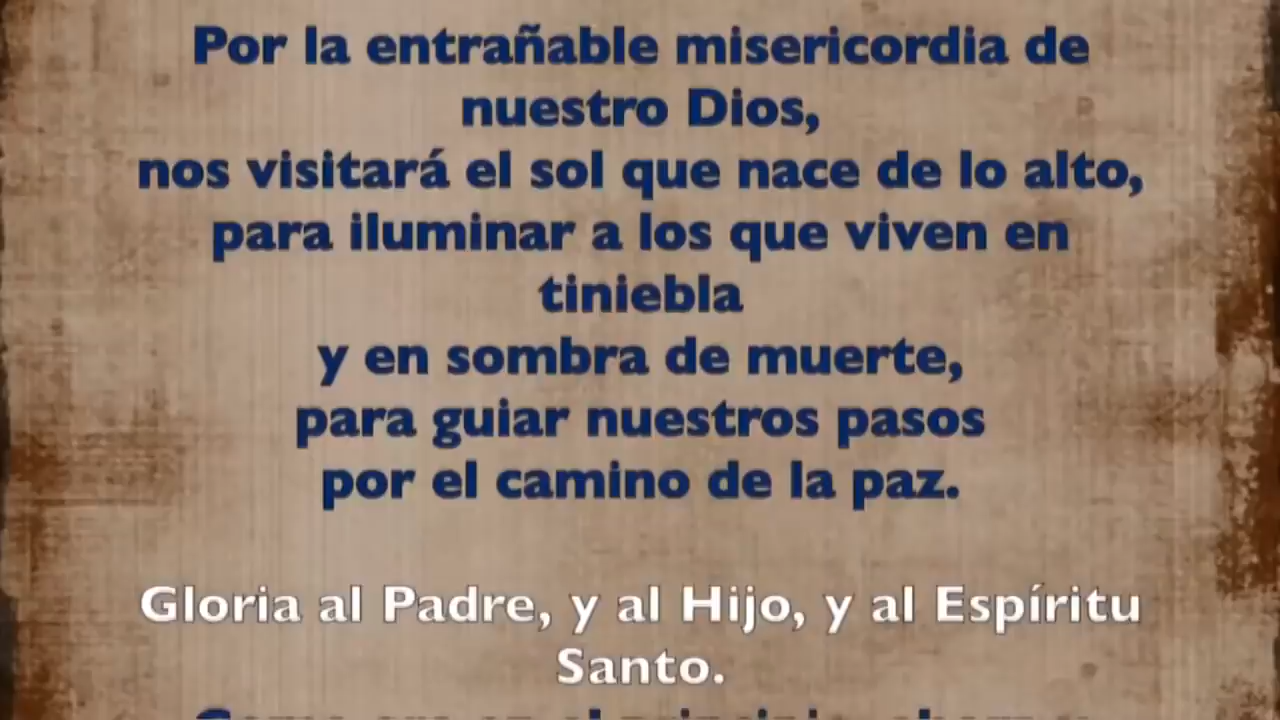 Por la entrañable misericordia de
nuestro Dios,
nos visitará el sol que nace de lo alto,
para iluminar a los que viven en
tiniebla
y en sombra de muerte,
para guiar nuestros pasos
por el camino de la paz.
Gloria al Padre, y al Hijo, y al Espíritu
Santo.